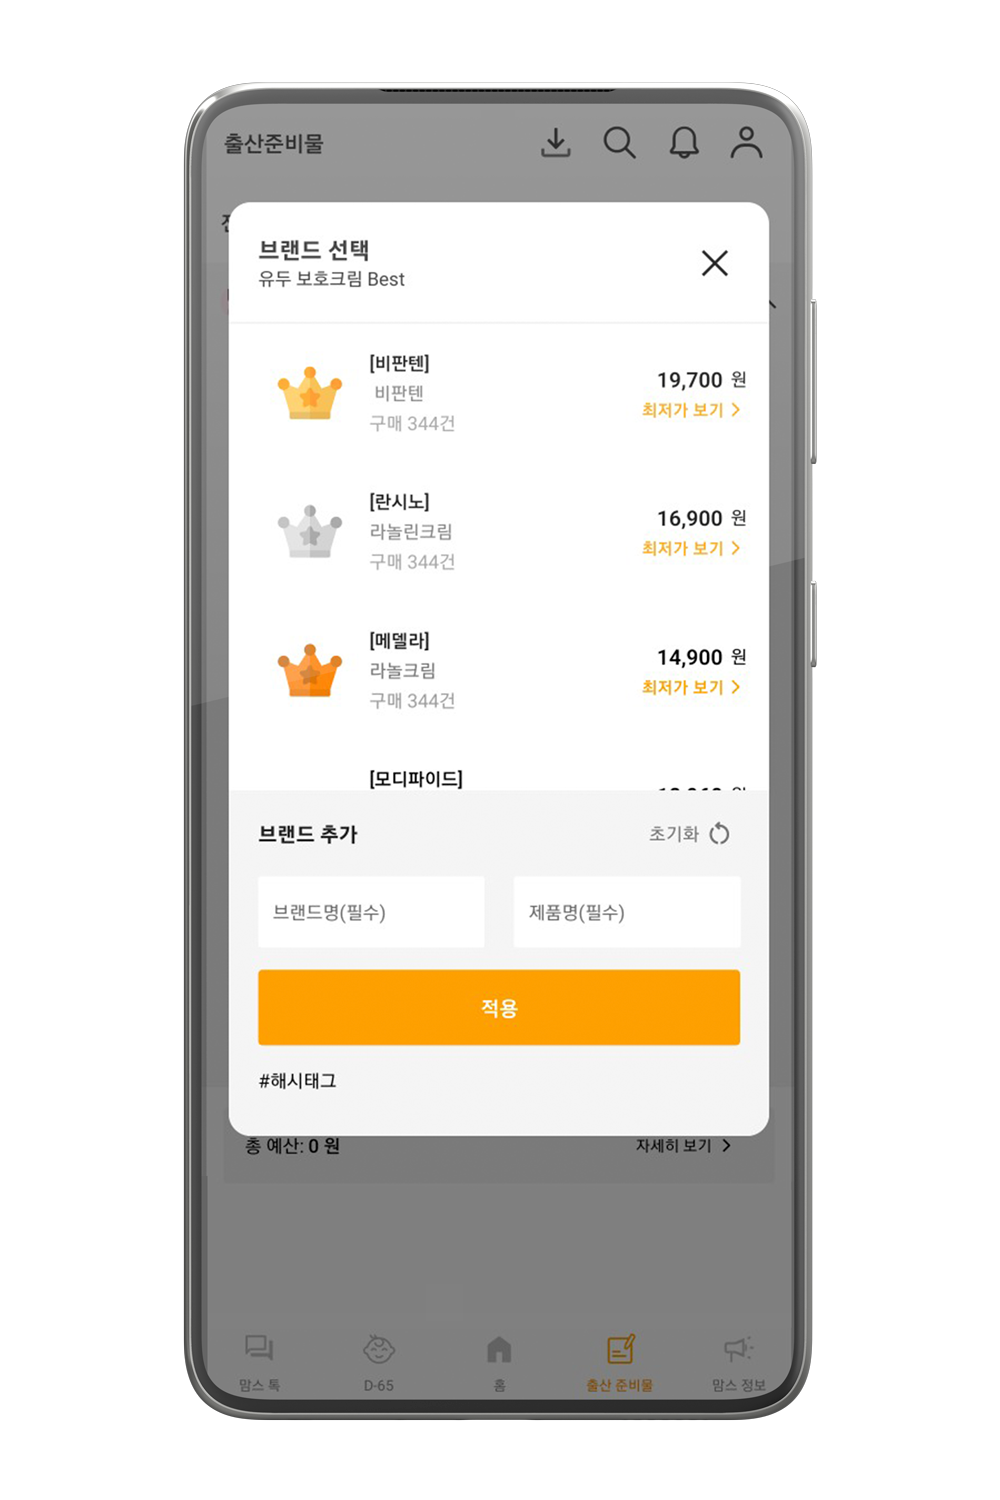 출산준비물
브랜드 선택
유두 보호크림 Best
[비판텐]
비판텐
구매 344건
19,700 원
최저가 보기
[란시노]
라놀린크림
구매 344건
16,900 원
최저가 보기
[메델라]
라놀크림
구매 344건
14,900 원
최저가 보기
[모디파이드]
브랜드 추가
초기화
브랜드명(필수)
제품명(필수)
적용
#해시태그
총 예산: 0 원
자세히 보기
맘스 톡
D-65
홈
출산 준비물
맘스 정보